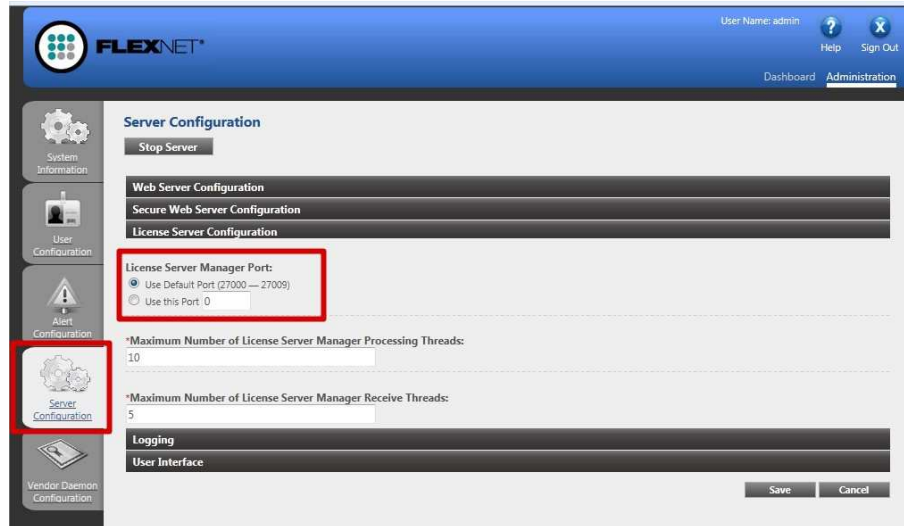 User Name: admin
Help
Sign Out
FLEXNET
Dashboard
Administration
System
Information
User
Configuration
Alert
Configuration
Server
Configuration
Vendor Daemon
Configuration
Server Configuration
Stop Server
Web Server Configuration
Secure Web Server Configuration
License Server Configuration
License Server Manager Port:
Use Default Port (27000 — 27009)
Use this Port 0
*Maximum Number of License Server Manager Processing Threads:
10
*Maximum Number of License Server Manager Receive Threads:
5
Logging
User Interface
Save
Cancel